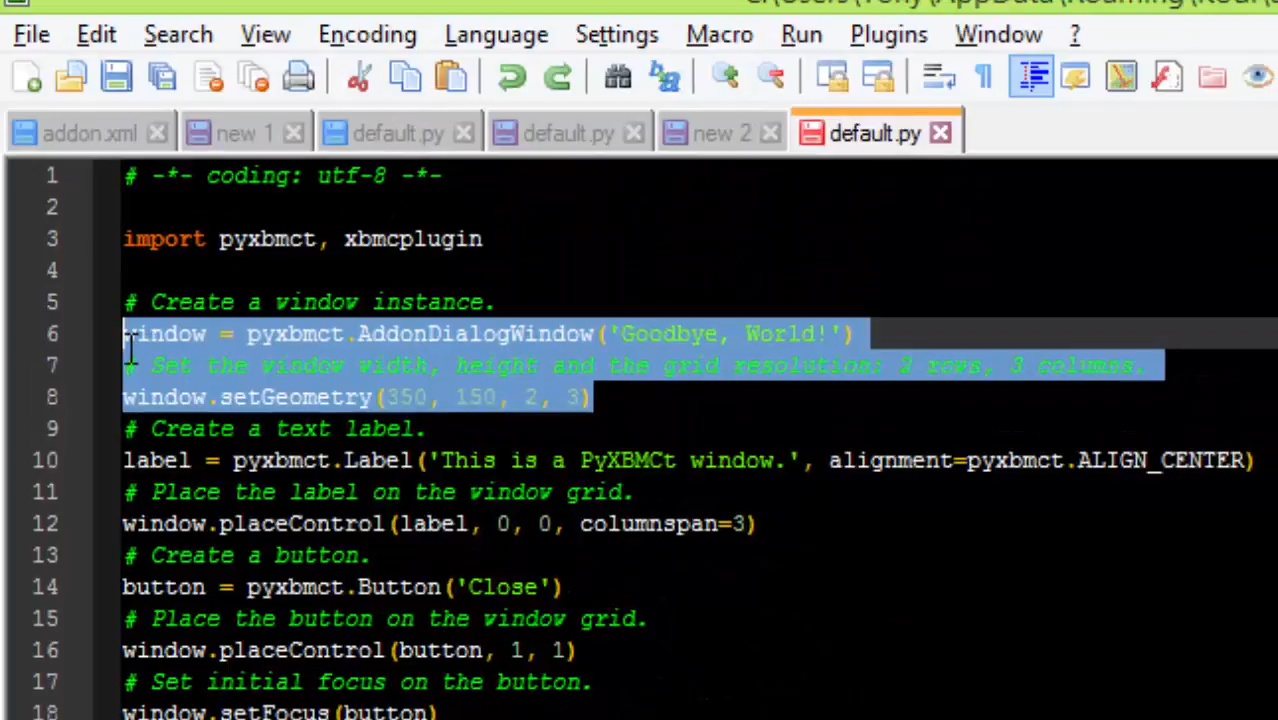 File Edit Search View Encoding Language Settings Macro Run Plugins Window ?
addon.xml new 1 default.py default.py new 2 default.py
1 # -*- coding: utf-8 -*-
2
3 import pyxbmct, xbmcplugin
4
5 # Create a window instance.
6 window = pyxbmct.AddonDialogWindow('Goodbye, World!')
7 # Set the window width, height and the grid resolution: 2 rows, 3 columns.
8 window.setGeometry(350, 150, 2, 3)
9 # Create a text label.
10 label = pyxbmct.Label('This is a PyXBMCt window.', alignment=pyxbmct.ALIGN_CENTER)
11 # Place the label on the window grid.
12 window.placeControl(label, 0, 0, columnspan=3)
13 # Create a button.
14 button = pyxbmct.Button('Close')
15 # Place the button on the window grid.
16 window.placeControl(button, 1, 1)
17 # Set initial focus on the button.
18 window.setFocus(button)